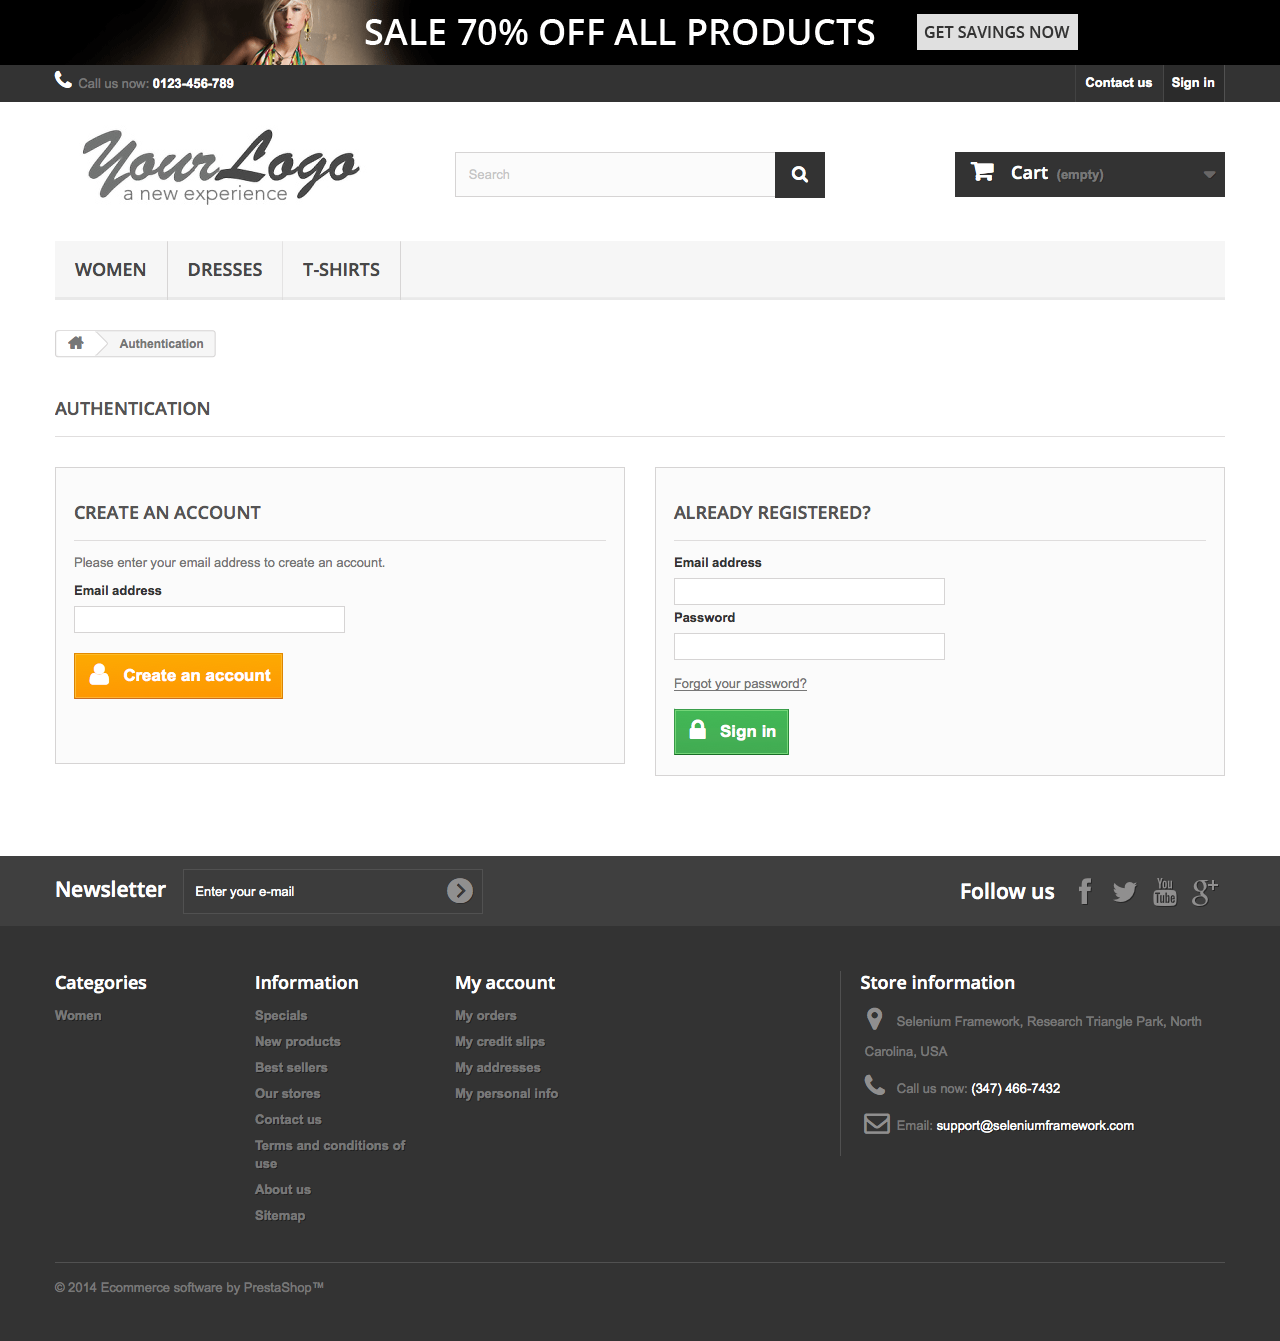 SALE 70% OFF ALL PRODUCTS
GET SAVINGS NOW
Call us now: 0123-456-789
Contact us
Sign in
YourLogo
a new experience
Search
Cart (empty)
WOMEN
DRESSES
T-SHIRTS
Authentication
AUTHENTICATION
CREATE AN ACCOUNT
Please enter your email address to create an account.
Email address
Create an account
ALREADY REGISTERED?
Email address
Password
Forgot your password?
Sign in
Newsletter
Enter your e-mail
Follow us
You
Tube
g+
Categories
Women
Information
Specials
New products
Best sellers
Our stores
Contact us
Terms and conditions of
use
About us
Sitemap
My account
My orders
My credit slips
My addresses
My personal info
Store information
Selenium Framework, Research Triangle Park, North
Carolina, USA
Call us now: (347) 466-7432
Email: support@seleniumframework.com
© 2014 Ecommerce software by PrestaShop™